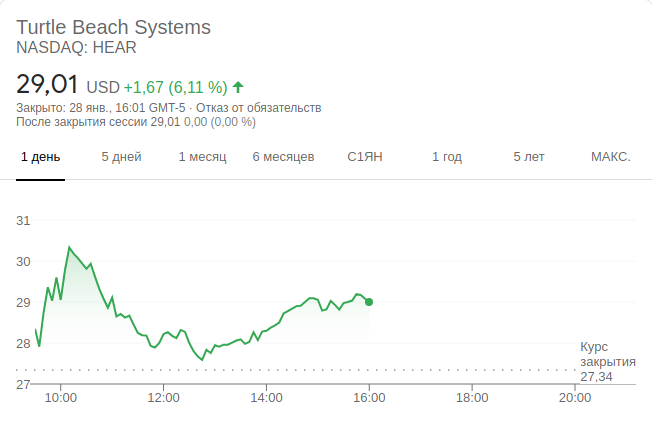 Turtle Beach Systems
NASDAQ: HEAR
29,01 USD +1,67 (6,11 %)
Закрыто: 28 янв., 16:01 GMT-5 · Отказ от обязательств
После закрытия сессии 29,01 0,00 (0,00 %)
1 день 5 дней 1 месяц 6 месяцев С1ЯН 1 год 5 лет МАКС.
31
30
29
28
Курс
закрытия
27,34
27
10:00 12:00 14:00 16:00 18:00 20:00